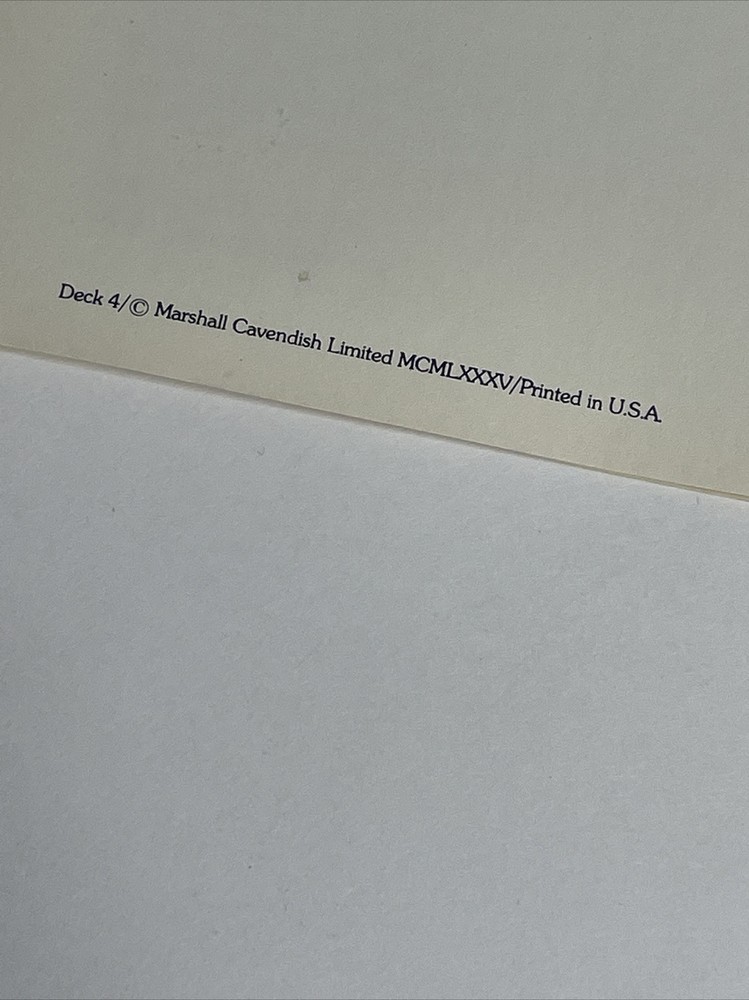 Deck 4/© Marshall Cavendish Limited MCMLXXXV/Printed in U.S.A.